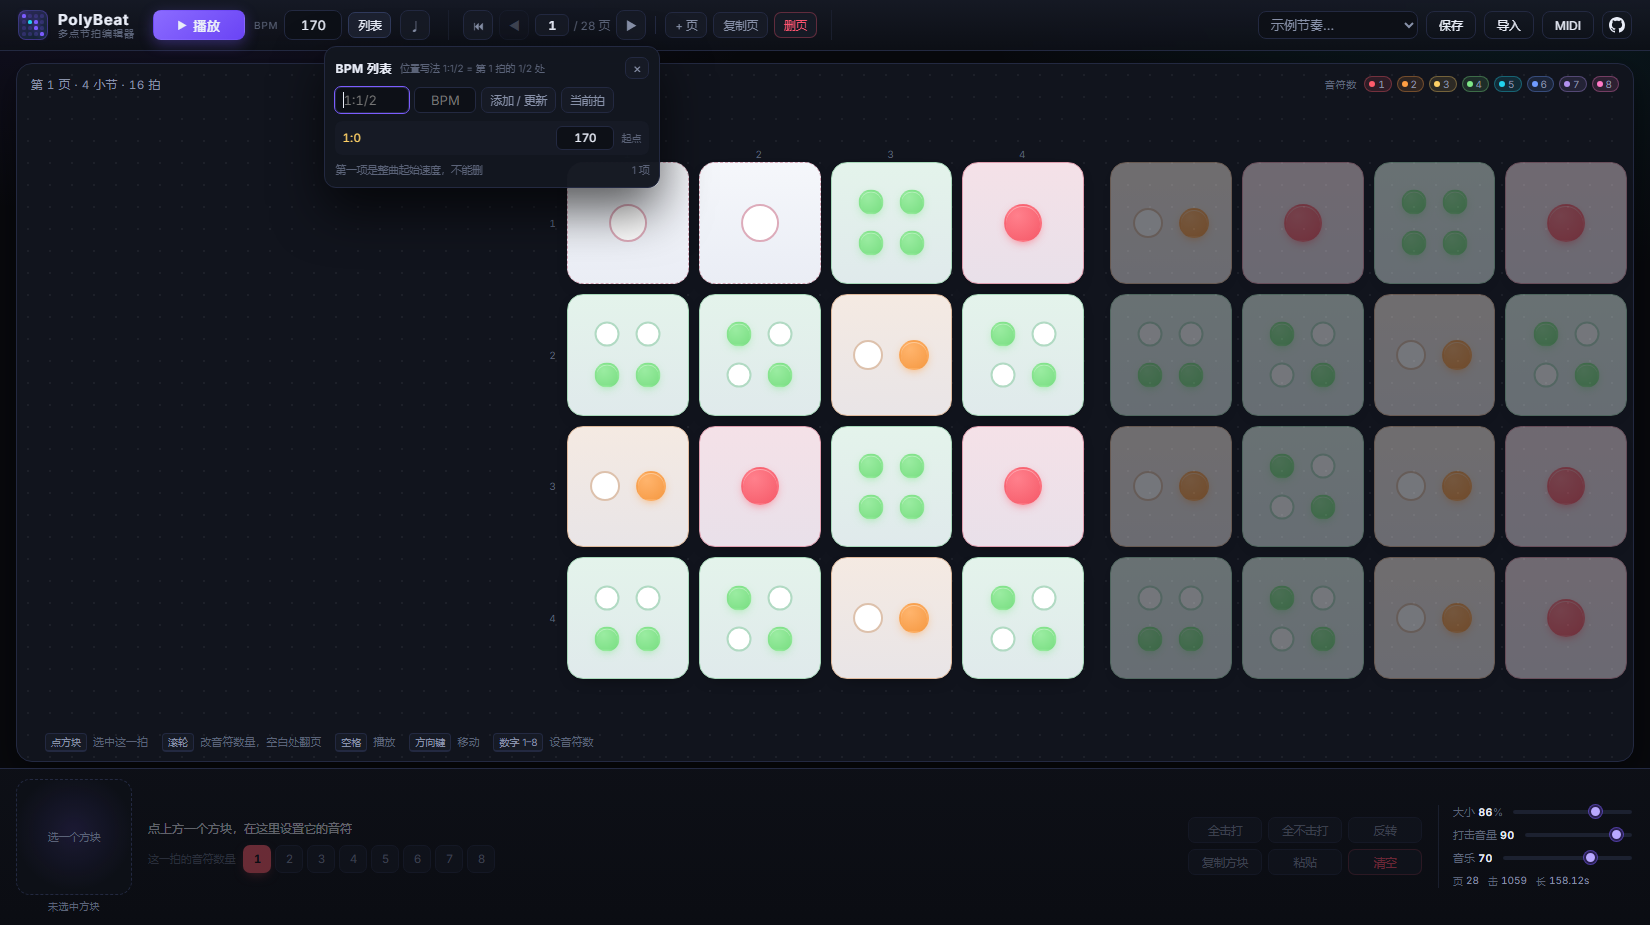 PolyBeat
多点节拍编辑器
▶ 播放
BPM 170 列表 ♩
⏮ ◀ 1 / 28 页 ▶
+ 页 复制页 删页
示例节奏... 保存 导入 MIDI
BPM 列表 位置写法 1:1/2 = 第 1 拍的 1/2 处 ×
1:1/2 BPM 添加 / 更新 当前拍
1:0 170 起点
第一项是整曲起始速度，不能删 1 项
第 1 页 · 4 小节 · 16 拍
音符数 1 2 3 4 5 6 7 8
2 3 4
1
2
3
4
点方块 选中这一拍 滚轮 改音符数量，空白处翻页 空格 播放 方向键 移动 数字 1–8 设音符数
选一个方块
未选中方块
点上方一个方块，在这里设置它的音符
这一拍的音符数量 1 2 3 4 5 6 7 8
全击打 全不击打 反转
复制方块 粘贴 清空
大小 86%
打击音量 90
音乐 70
页 28 击 1059 长 158.12s